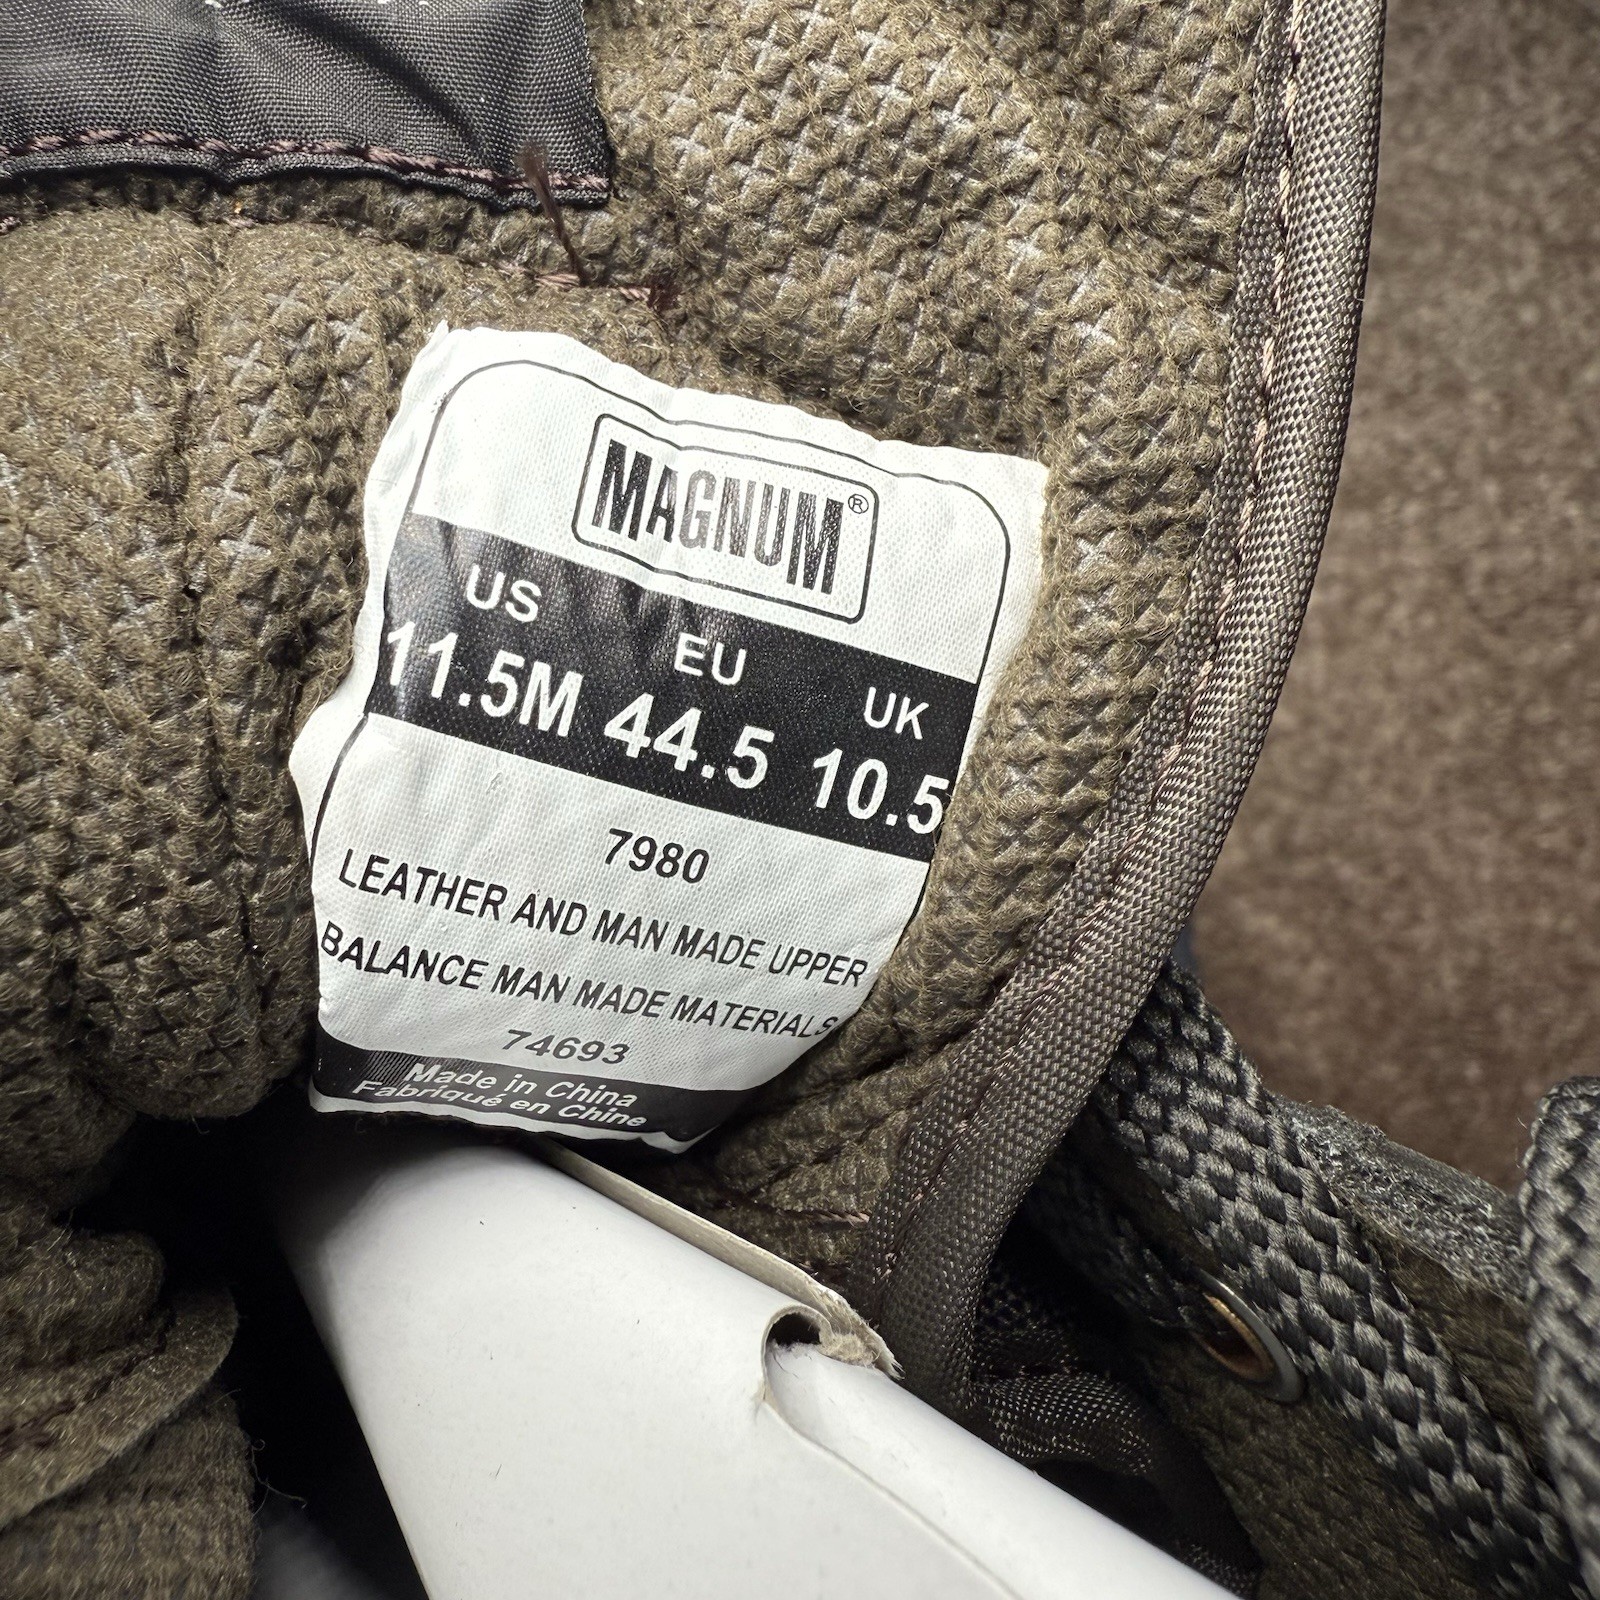 MAGNUM®
US EU UK
11.5M 44.5 10.5
7980
LEATHER AND MAN MADE UPPER
BALANCE MAN MADE MATERIALS
74693
Made in China
Fabriqué en Chine